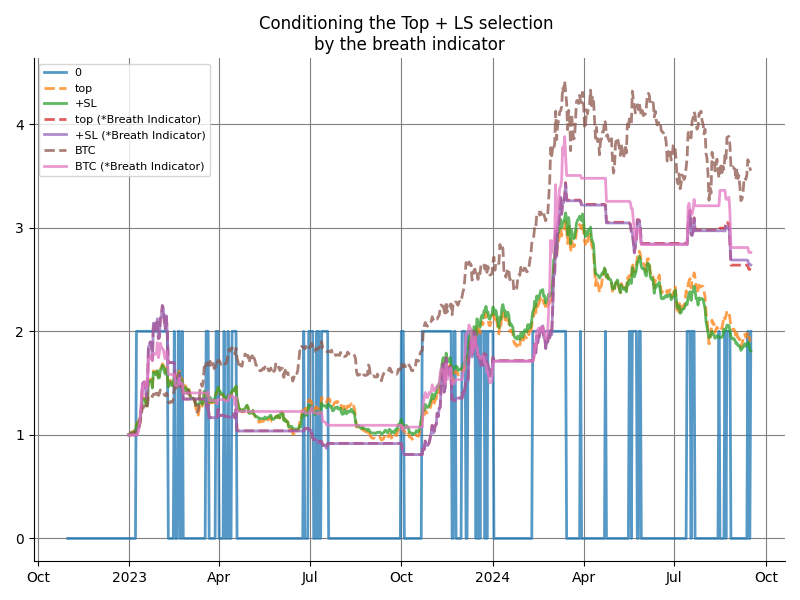 Conditioning the Top + LS selection
by the breath indicator
0
top
+SL
top (*Breath Indicator)
+SL (*Breath Indicator)
BTC
BTC (*Breath Indicator)
4
3
2
1
0
Oct
2023
Apr
Jul
Oct
2024
Apr
Jul
Oct